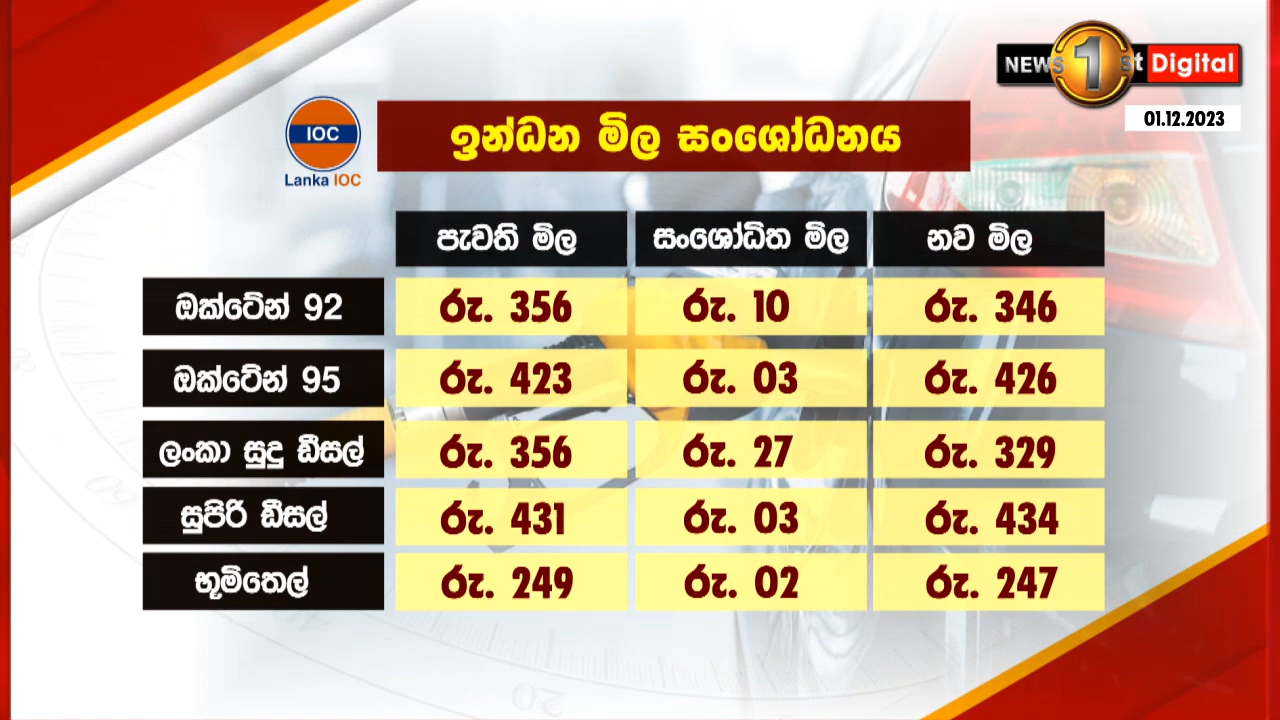 NEWS 1st Digital
01.12.2023
IOC
Lanka IOC
ඉන්ධන මිල සංශෝධනය
පැවති මිල සංශෝධිත මිල නව මිල
ඔක්ටේන් 92 රු. 356 රු. 10 රු. 346
ඔක්ටේන් 95 රු. 423 රු. 03 රු. 426
ලංකා සුදු ඩීසල් රු. 356 රු. 27 රු. 329
සුපිරි ඩීසල් රු. 431 රු. 03 රු. 434
භූමිතෙල් රු. 249 රු. 02 රු. 247